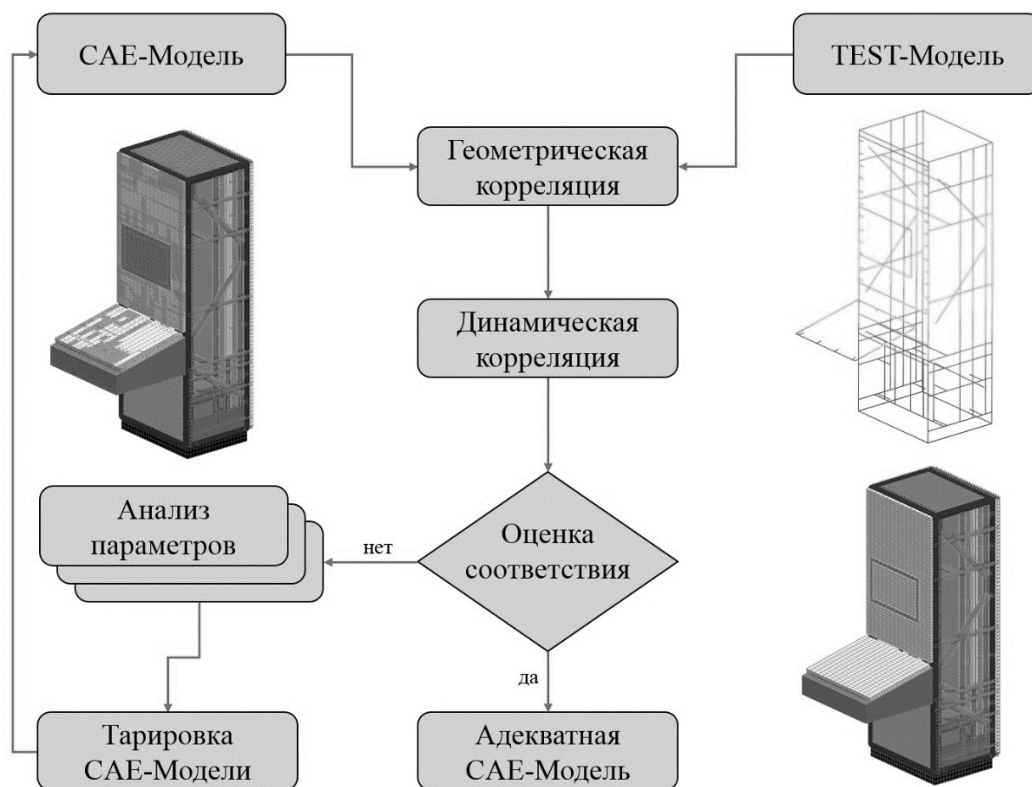 CAE-Модель
TEST-Модель
Геометрическая
корреляция
Динамическая
корреляция
Анализ
параметров
нет
Оценка
соответствия
да
Тарировка
CAE-Модели
Адекватная
CAE-Модель